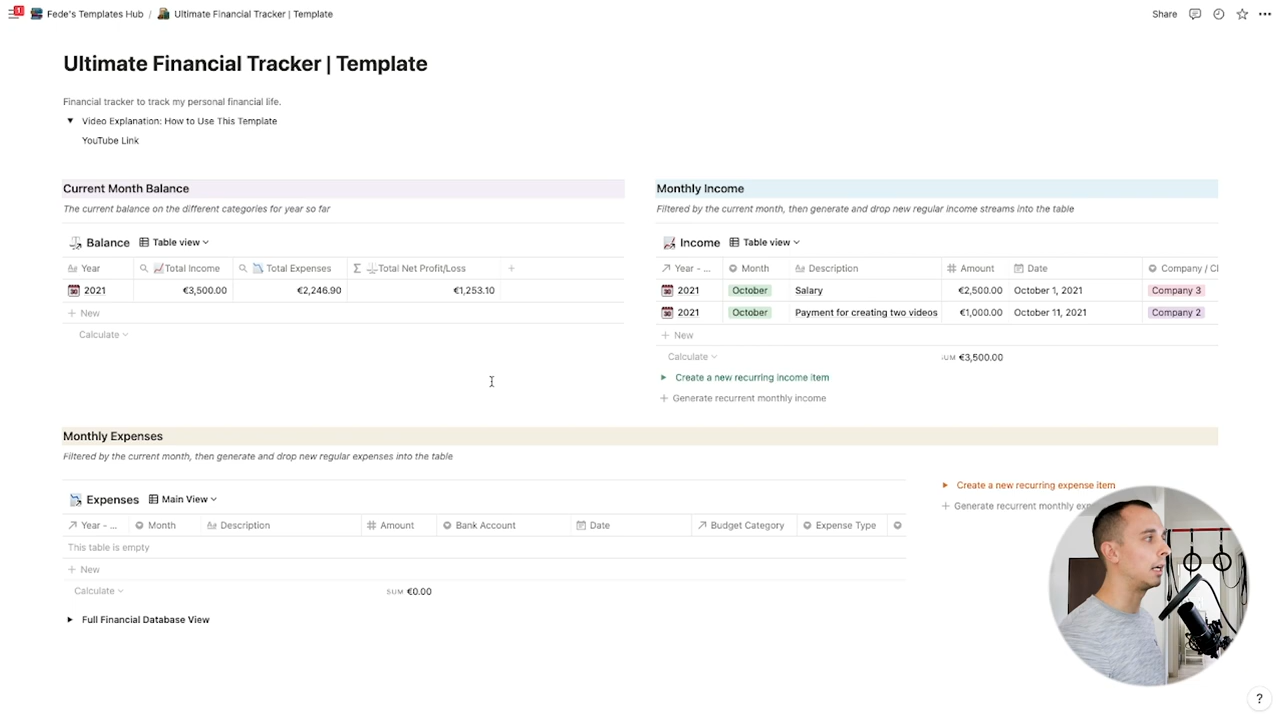 1
Fede's Templates Hub / Ultimate Financial Tracker | Template
Share
Ultimate Financial Tracker | Template
Financial tracker to track my personal financial life.
Video Explanation: How to Use This Template
YouTube Link
Current Month Balance
The current balance on the different categories for year so far
Balance Table view
Year Total Income Total Expenses Total Net Profit/Loss +
2021 €3,500.00 €2,246.90 €1,253.10
+ New
Calculate
Monthly Income
Filtered by the current month, then generate and drop new regular income streams into the table
Income Table view
Year - ... Month Description Amount Date Company / Cl
2021 October Salary €2,500.00 October 1, 2021 Company 3
2021 October Payment for creating two videos €1,000.00 October 11, 2021 Company 2
+ New
Calculate SUM €3,500.00
Create a new recurring income item
+ Generate recurrent monthly income
Monthly Expenses
Filtered by the current month, then generate and drop new regular expenses into the table
Expenses Main View
Year - ... Month Description Amount Bank Account Date Budget Category Expense Type
This table is empty
+ New
Calculate SUM €0.00
Full Financial Database View
Create a new recurring expense item
+ Generate recurrent monthly exp
?